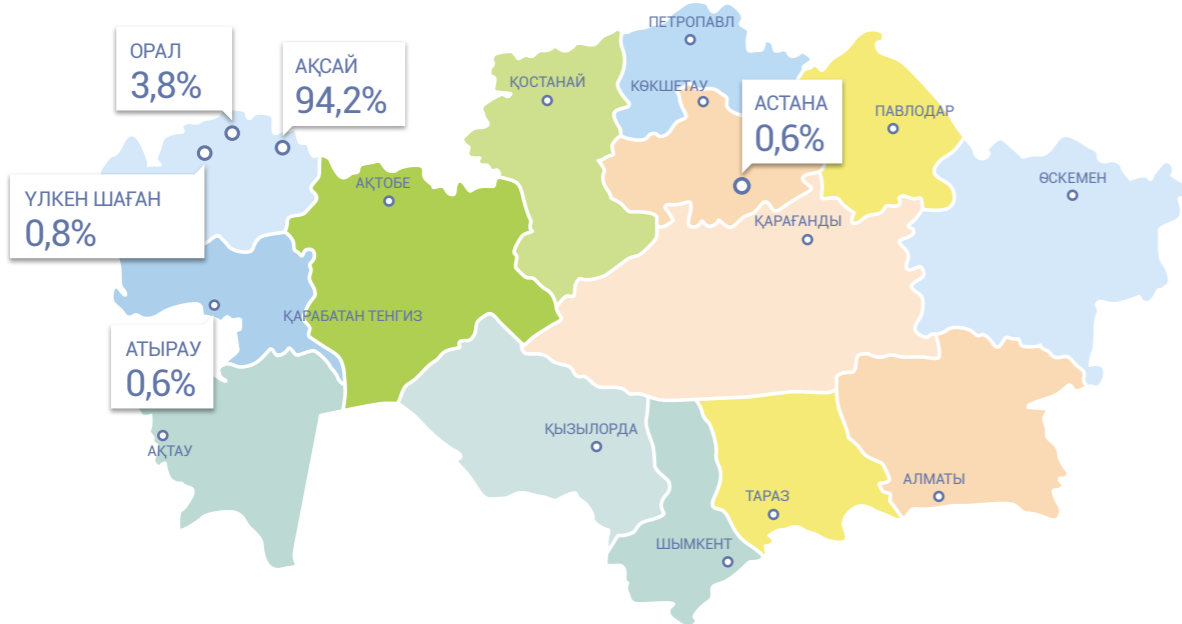 ПЕТРОПАВЛ
ОРАЛ
3,8%
АҚСАЙ
94,2%
ҚОСТАНАЙ
КӨКШЕТАУ
АСТАНА
0,6%
ПАВЛОДАР
ҮЛКЕН ШАҒАН
0,8%
АҚТОБЕ
ӨСКЕМЕН
ҚАРАҒАНДЫ
ҚАРАБАТАН ТЕНГИЗ
АТЫРАУ
0,6%
АҚТАУ
ҚЫЗЫЛОРДА
ТАРАЗ
АЛМАТЫ
ШЫМКЕНТ